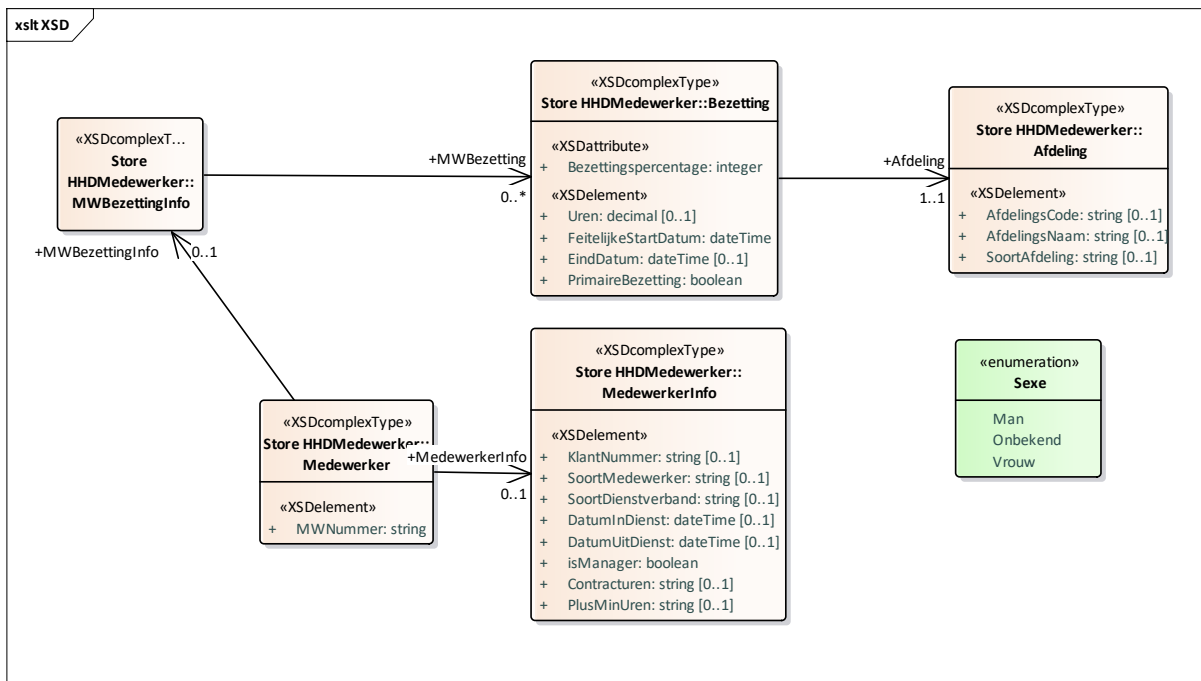 xslt XSD
«XSDcomplexT...
Store
HHDMedewerker::
MWBezettingInfo
+MWBezetting
0..*
«XSDcomplexType»
Store HHDMedewerker::Bezetting
«XSDattribute»
+ Bezettingspercentage: integer
«XSDelement»
+ Uren: decimal [0..1]
+ FeitelijkeStartDatum: dateTime
+ EindDatum: dateTime [0..1]
+ PrimaireBezetting: boolean
+Afdeling
1..1
«XSDcomplexType»
Store HHDMedewerker::
Afdeling
«XSDelement»
+ AfdelingsCode: string [0..1]
+ AfdelingsNaam: string [0..1]
+ SoortAfdeling: string [0..1]
+MWBezettingInfo
0..1
«XSDcomplexType»
Store HHDMedewerker::
Medewerker
«XSDelement»
+ MWNummer: string
+MedewerkerInfo
0..1
«XSDcomplexType»
Store HHDMedewerker::
MedewerkerInfo
«XSDelement»
+ KlantNummer: string [0..1]
+ SoortMedewerker: string [0..1]
+ SoortDienstverband: string [0..1]
+ DatumInDienst: dateTime [0..1]
+ DatumUitDienst: dateTime [0..1]
+ isManager: boolean
+ Contracturen: string [0..1]
+ PlusMinUren: string [0..1]
«enumeration»
Sexe
Man
Onbekend
Vrouw